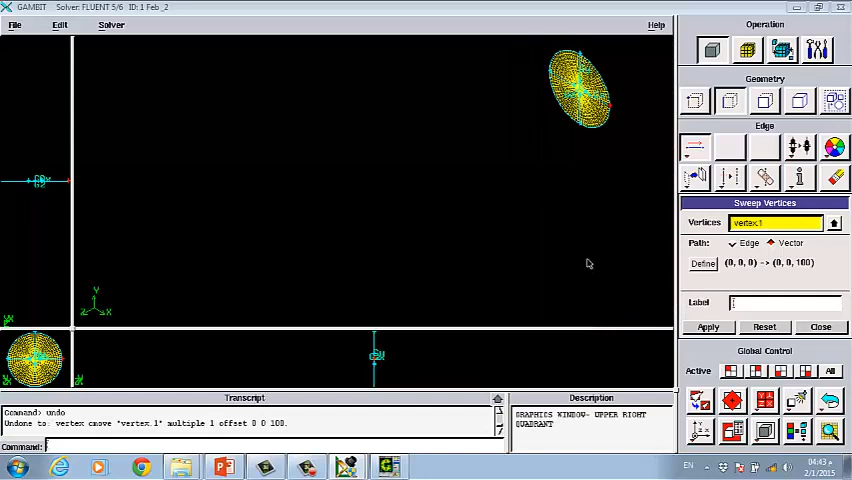 GAMBIT Solver: FLUENT 5/6 ID: 1 Feb _2
File Edit Solver Help
Operation
Geometry
Edge
Sweep Vertices
Vertices vertex.1
Path: Edge Vector
Define (0, 0, 0) -> (0, 0, 100)
Label
Apply Reset Close
Global Control
Active All
Y
Z X
Transcript
Command> undo
Undone to: vertex cmove "vertex.1" multiple 1 offset 0 0 100.
Command:
Description
GRAPHICS WINDOW- UPPER RIGHT
QUADRANT
EN
04:43 م
2/1/2015